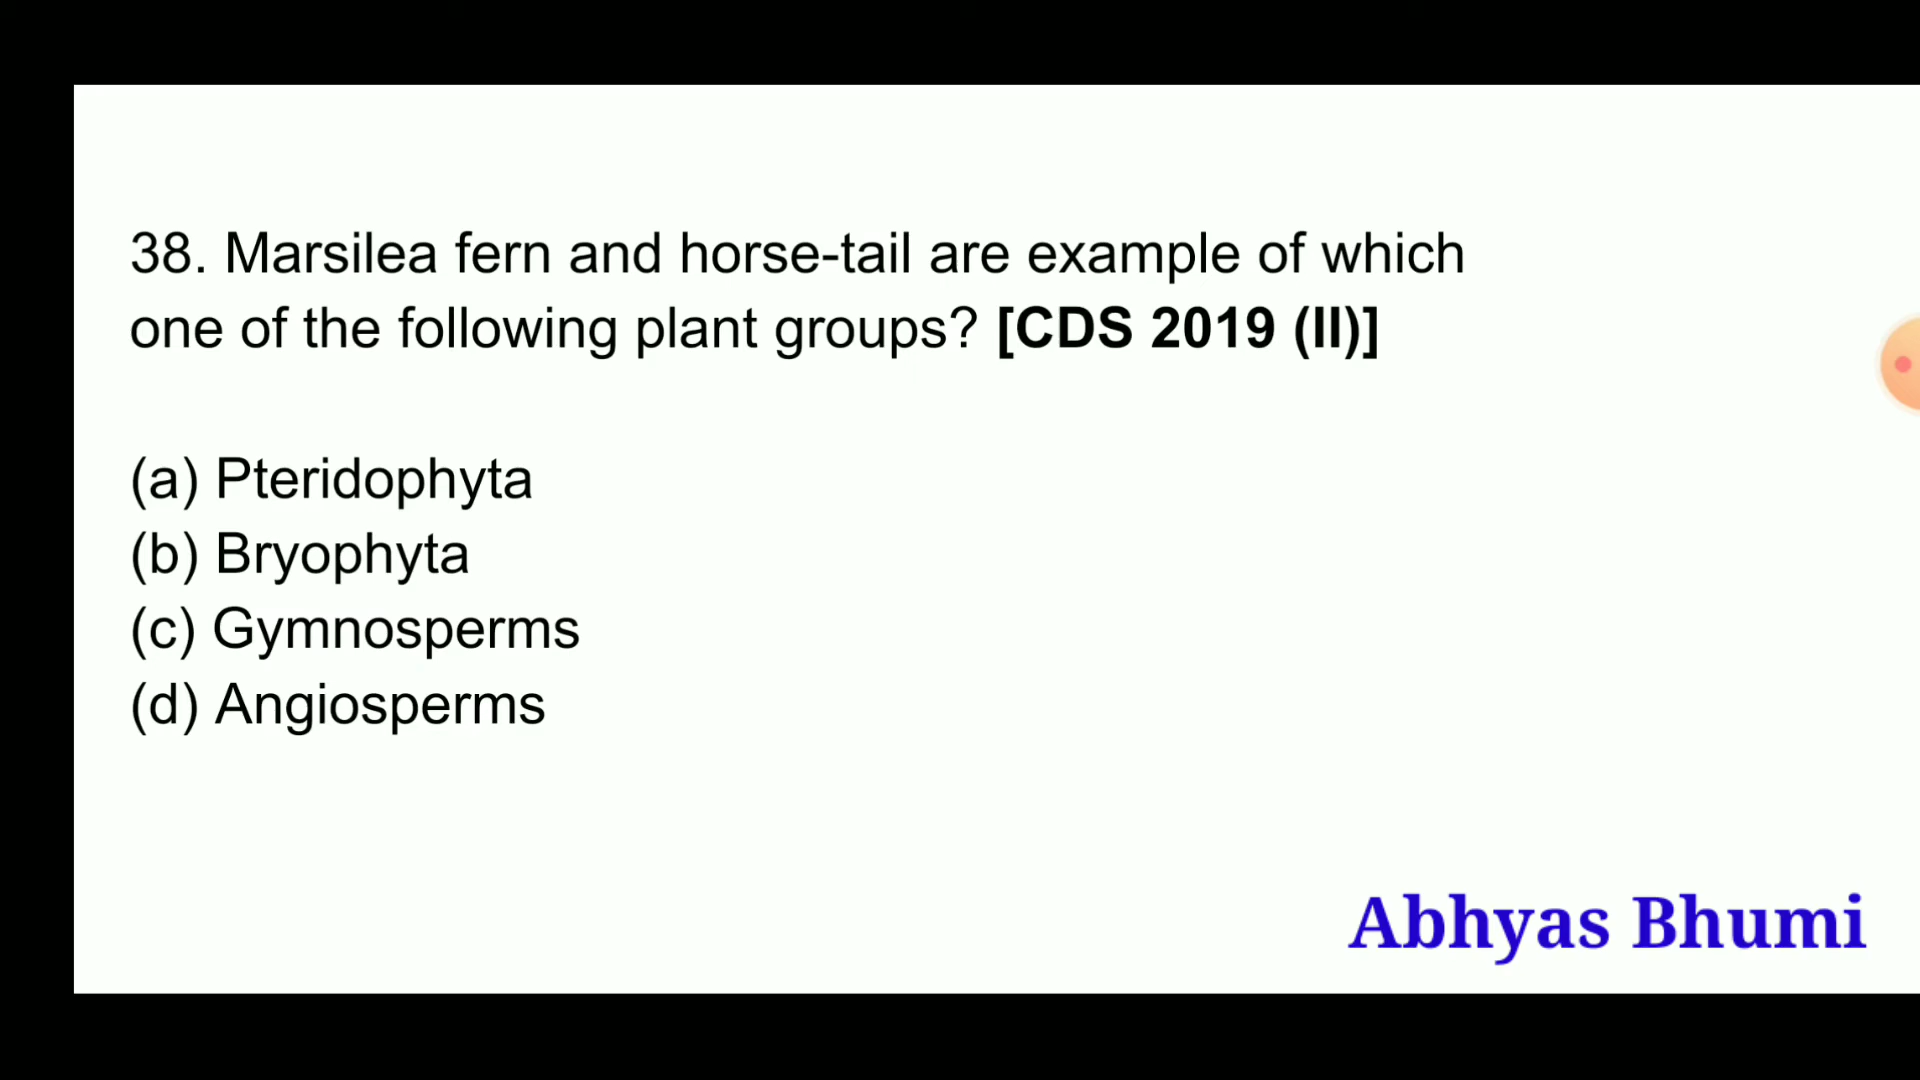 38. Marsilea fern and horse-tail are example of which
one of the following plant groups? [CDS 2019 (II)]
(a) Pteridophyta
(b) Bryophyta
(c) Gymnosperms
(d) Angiosperms
Abhyas Bhumi